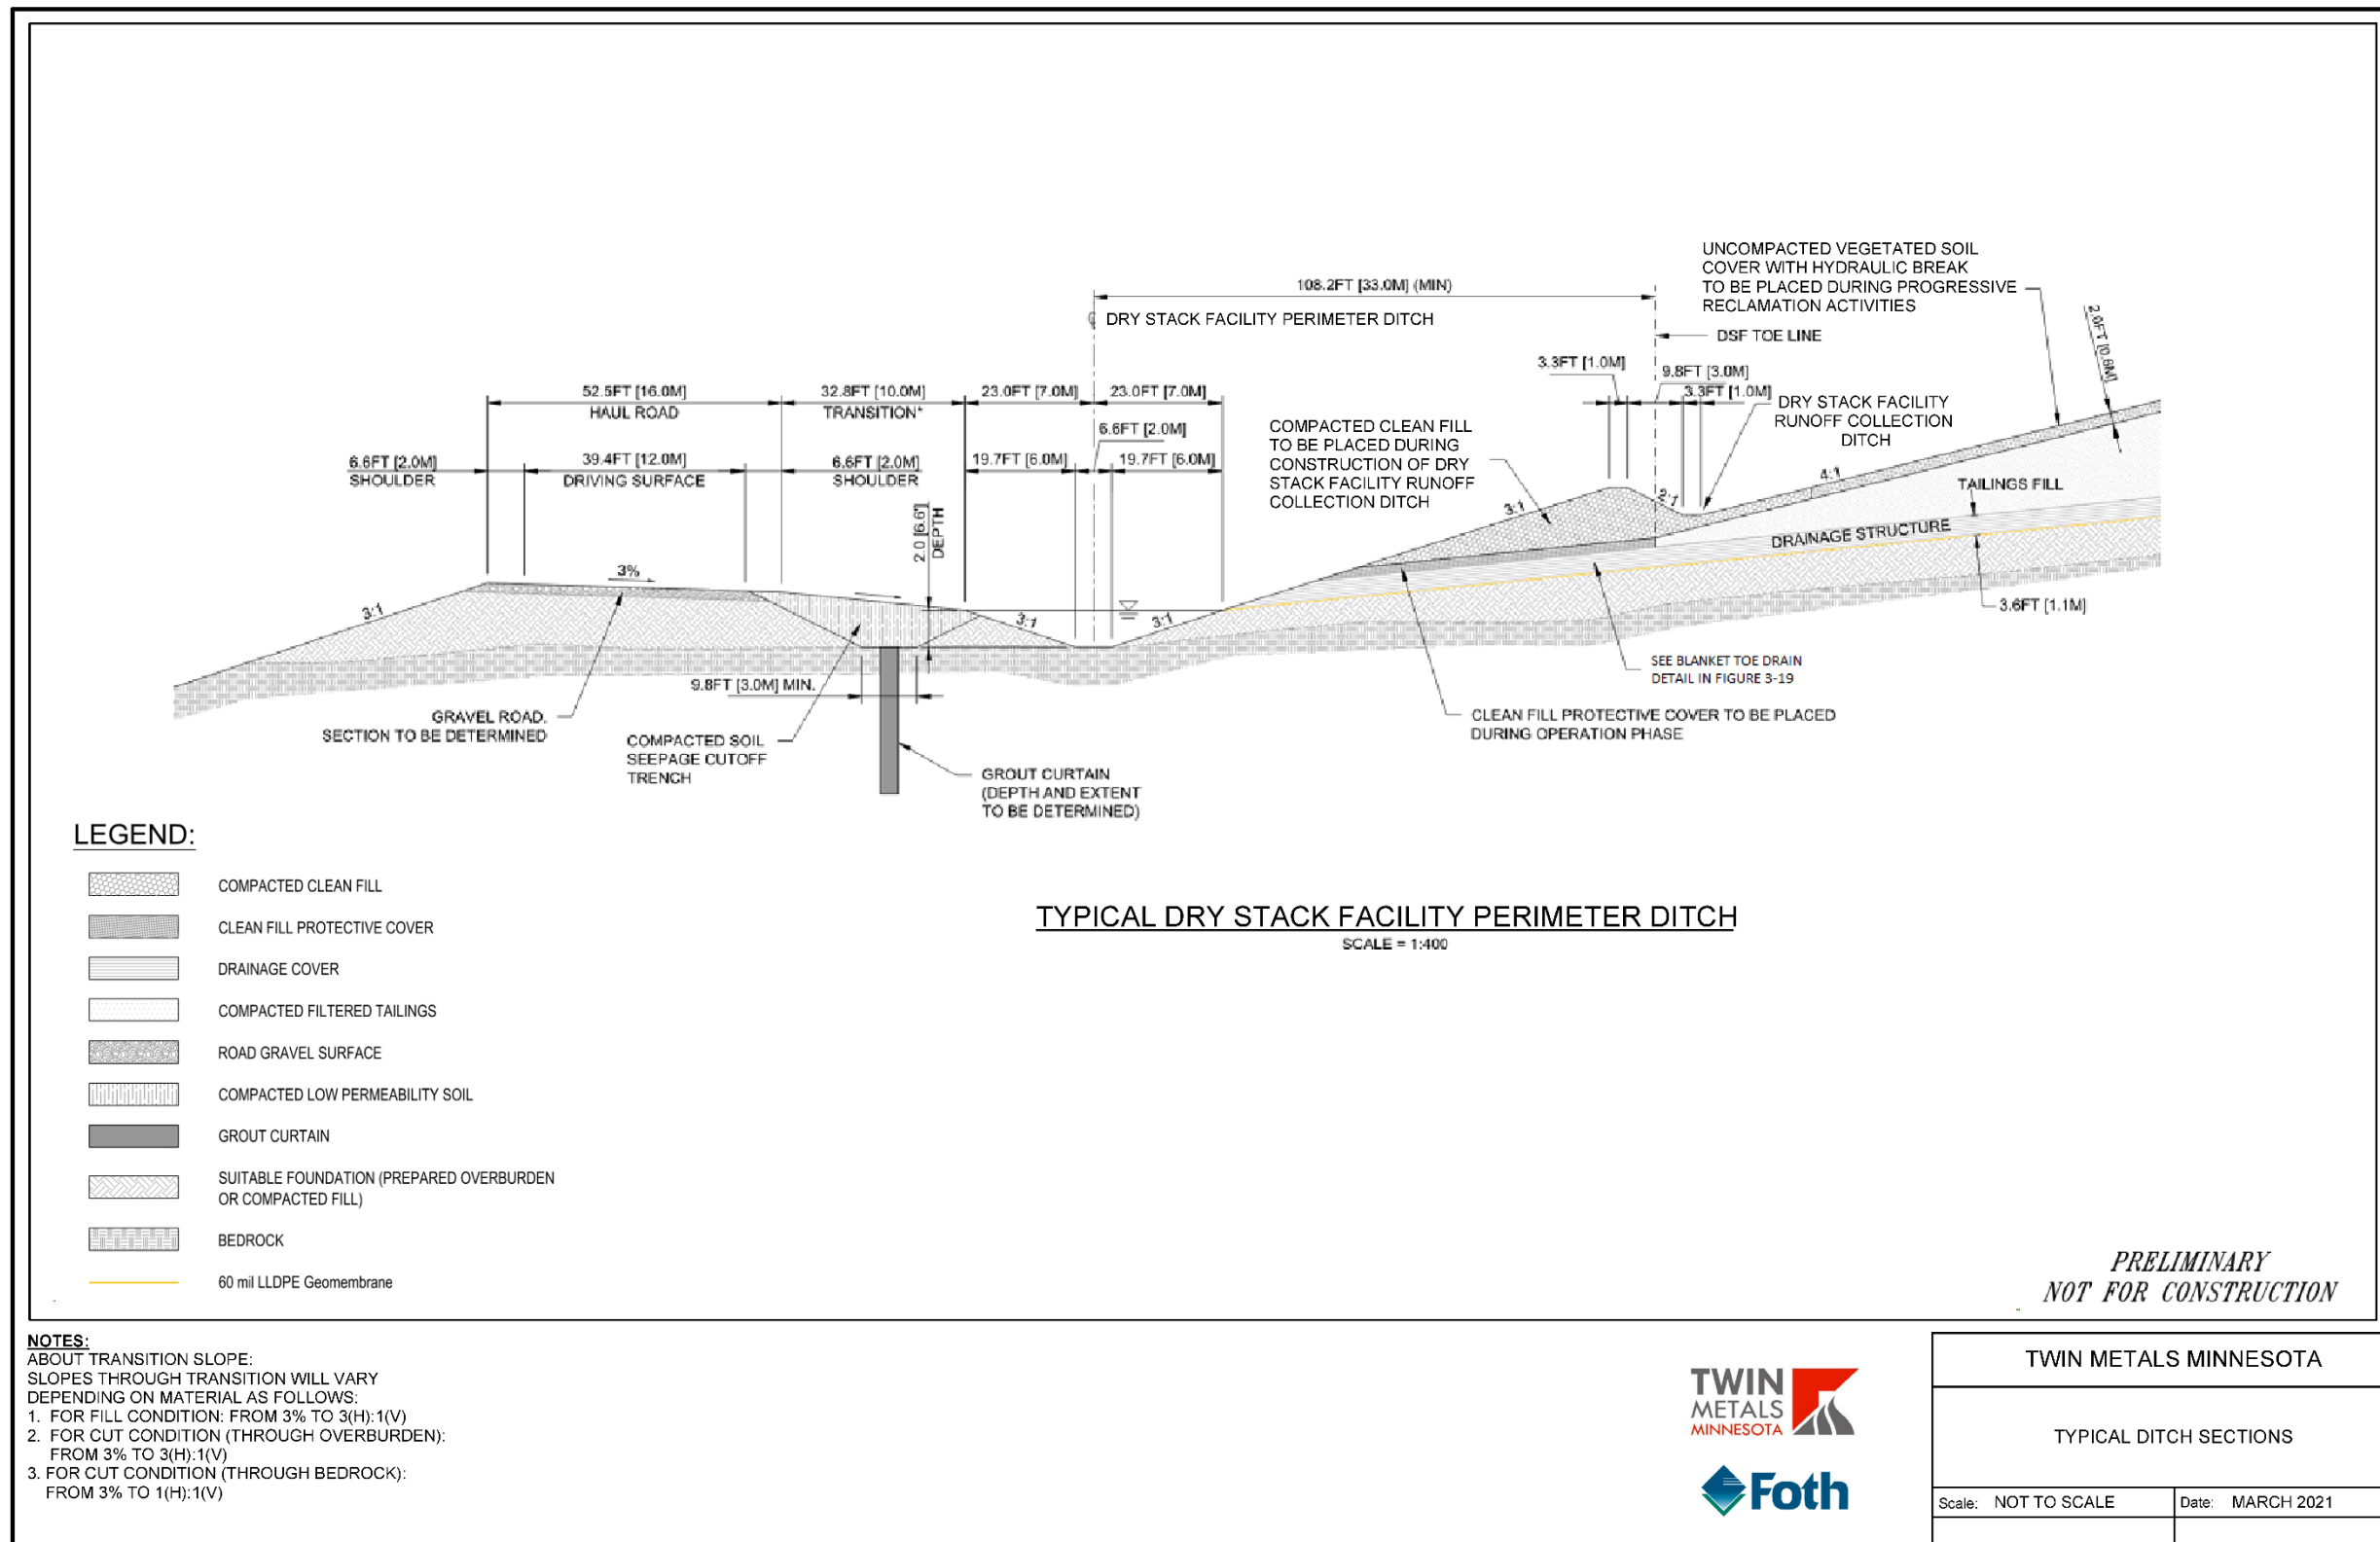 UNCOMPACTED VEGETATED SOIL
COVER WITH HYDRAULIC BREAK
TO BE PLACED DURING PROGRESSIVE
RECLAMATION ACTIVITIES
108.2FT [33.0M] (MIN)
℄ DRY STACK FACILITY PERIMETER DITCH
DSF TOE LINE
2.0FT [0.6M]
3.3FT [1.0M]
9.8FT [3.0M]
3.3FT [1.0M]
DRY STACK FACILITY
RUNOFF COLLECTION
DITCH
52.5FT [16.0M]
HAUL ROAD
32.8FT [10.0M]
TRANSITION*
23.0FT [7.0M]
23.0FT [7.0M]
6.6FT [2.0M]
COMPACTED CLEAN FILL
TO BE PLACED DURING
CONSTRUCTION OF DRY
STACK FACILITY RUNOFF
COLLECTION DITCH
6.6FT [2.0M]
SHOULDER
39.4FT [12.0M]
DRIVING SURFACE
6.6FT [2.0M]
SHOULDER
19.7FT [6.0M]
19.7FT [6.0M]
2.0 [6.6']
DEPTH
3:1
2:1
4:1
TAILINGS FILL
DRAINAGE STRUCTURE
3:1
3%
3:1
3:1
3.6FT [1.1M]
9.8FT [3.0M] MIN.
SEE BLANKET TOE DRAIN
DETAIL IN FIGURE 3-19
GRAVEL ROAD.
SECTION TO BE DETERMINED
COMPACTED SOIL
SEEPAGE CUTOFF
TRENCH
CLEAN FILL PROTECTIVE COVER TO BE PLACED
DURING OPERATION PHASE
GROUT CURTAIN
(DEPTH AND EXTENT
TO BE DETERMINED)
LEGEND:
COMPACTED CLEAN FILL
CLEAN FILL PROTECTIVE COVER
DRAINAGE COVER
COMPACTED FILTERED TAILINGS
ROAD GRAVEL SURFACE
COMPACTED LOW PERMEABILITY SOIL
GROUT CURTAIN
SUITABLE FOUNDATION (PREPARED OVERBURDEN
OR COMPACTED FILL)
BEDROCK
60 mil LLDPE Geomembrane
TYPICAL DRY STACK FACILITY PERIMETER DITCH
SCALE = 1:400
PRELIMINARY
NOT FOR CONSTRUCTION
NOTES:
ABOUT TRANSITION SLOPE:
SLOPES THROUGH TRANSITION WILL VARY
DEPENDING ON MATERIAL AS FOLLOWS:
1. FOR FILL CONDITION: FROM 3% TO 3(H):1(V)
2. FOR CUT CONDITION (THROUGH OVERBURDEN):
FROM 3% TO 3(H):1(V)
3. FOR CUT CONDITION (THROUGH BEDROCK):
FROM 3% TO 1(H):1(V)
TWIN
METALS
MINNESOTA
Foth
TWIN METALS MINNESOTA
TYPICAL DITCH SECTIONS
Scale: NOT TO SCALE
Date: MARCH 2021